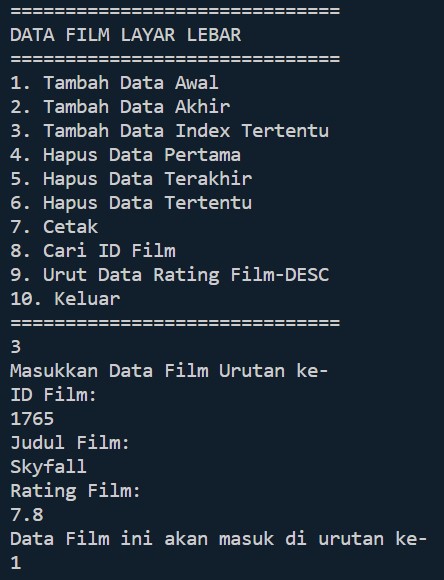 ==============================
DATA FILM LAYAR LEBAR
==============================
1. Tambah Data Awal
2. Tambah Data Akhir
3. Tambah Data Index Tertentu
4. Hapus Data Pertama
5. Hapus Data Terakhir
6. Hapus Data Tertentu
7. Cetak
8. Cari ID Film
9. Urut Data Rating Film-DESC
10. Keluar
==============================
3
Masukkan Data Film Urutan ke-
ID Film:
1765
Judul Film:
Skyfall
Rating Film:
7.8
Data Film ini akan masuk di urutan ke-
1